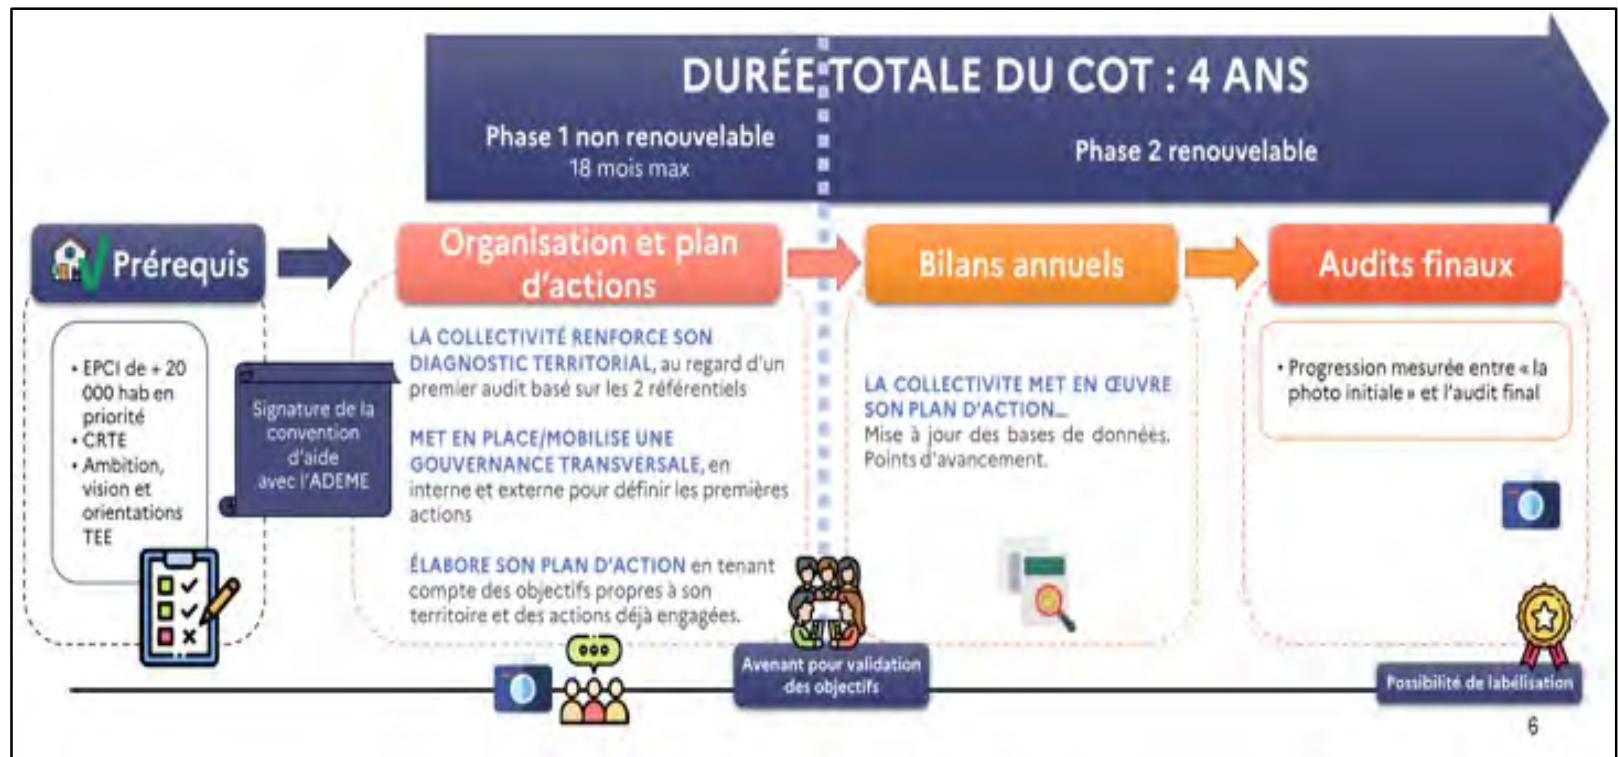 DURÉE TOTALE DU COT : 4 ANS
Phase 1 non renouvelable
18 mois max
Phase 2 renouvelable
Prérequis
• EPCI de + 20
000 hab en
priorité
• CRTE
• Ambition,
vision et
orientations
TEE
Signature de la
convention
d'aide
avec l'ADEME
Organisation et plan
d'actions
LA COLLECTIVITÉ RENFORCE SON
DIAGNOSTIC TERRITORIAL, au regard d'un
premier audit basé sur les 2 référentiels
MET EN PLACE/MOBILISE UNE
GOUVERNANCE TRANSVERSALE, en
interne et externe pour définir les premières
actions
ÉLABORE SON PLAN D'ACTION en tenant
compte des objectifs propres à son
territoire et des actions déjà engagées.
Avenant pour validation
des objectifs
Bilans annuels
LA COLLECTIVITE MET EN ŒUVRE
SON PLAN D'ACTION...
Mise à jour des bases de données.
Points d'avancement.
Audits finaux
• Progression mesurée entre « la
photo initiale » et l'audit final
Possibilité de labélisation
6